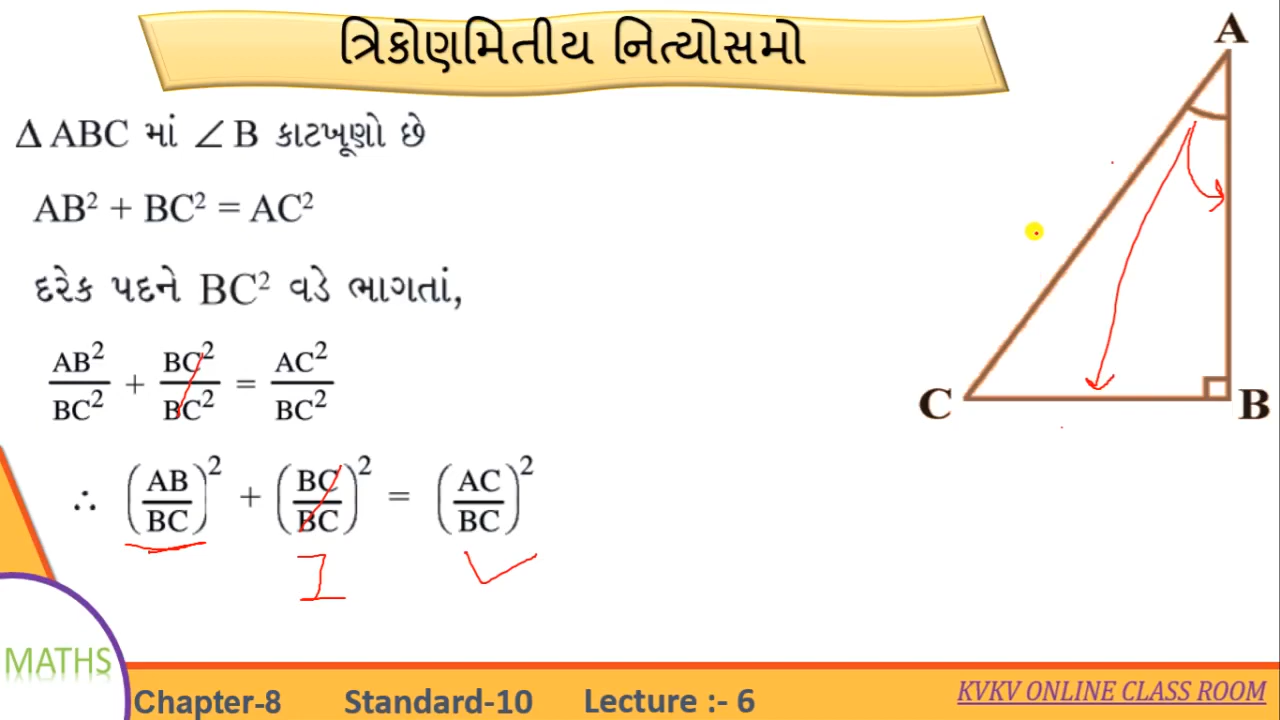 ત્રિકોણમિતીય નિત્યોસમો
A
Δ ABC માં ∠B કાટખૂણો છે
AB² + BC² = AC²
દરેક પદને BC² વડે ભાગતાં,
AB²/BC² + BC²/BC² = AC²/BC²
C B
∴ (AB/BC)² + (BC/BC)² = (AC/BC)²
1
MATHS
Chapter-8 Standard-10 Lecture :- 6 KVKV ONLINE CLASS ROOM